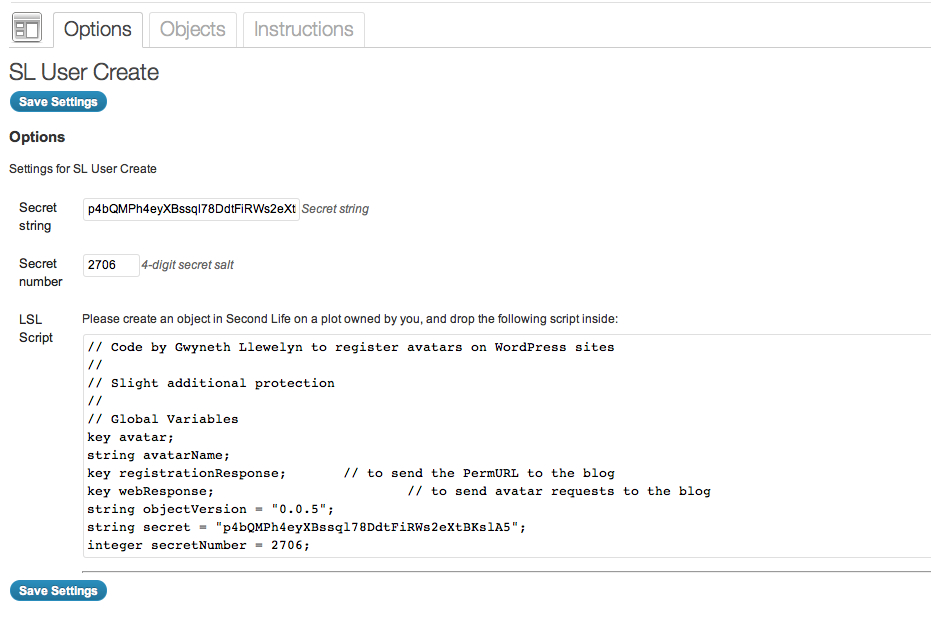 Options Objects Instructions
SL User Create
Save Settings
Options
Settings for SL User Create
Secret string
p4bQMPh4eyXBssql78DdtFiRWs2eXt Secret string
Secret number
2706 4-digit secret salt
LSL Script
Please create an object in Second Life on a plot owned by you, and drop the following script inside:
// Code by Gwyneth Llewelyn to register avatars on WordPress sites
//
// Slight additional protection
//
// Global Variables
key avatar;
string avatarName;
key registrationResponse; // to send the PermURL to the blog
key webResponse; // to send avatar requests to the blog
string objectVersion = "0.0.5";
string secret = "p4bQMPh4eyXBssql78DdtFiRWs2eXtBKslA5";
integer secretNumber = 2706;
Save Settings